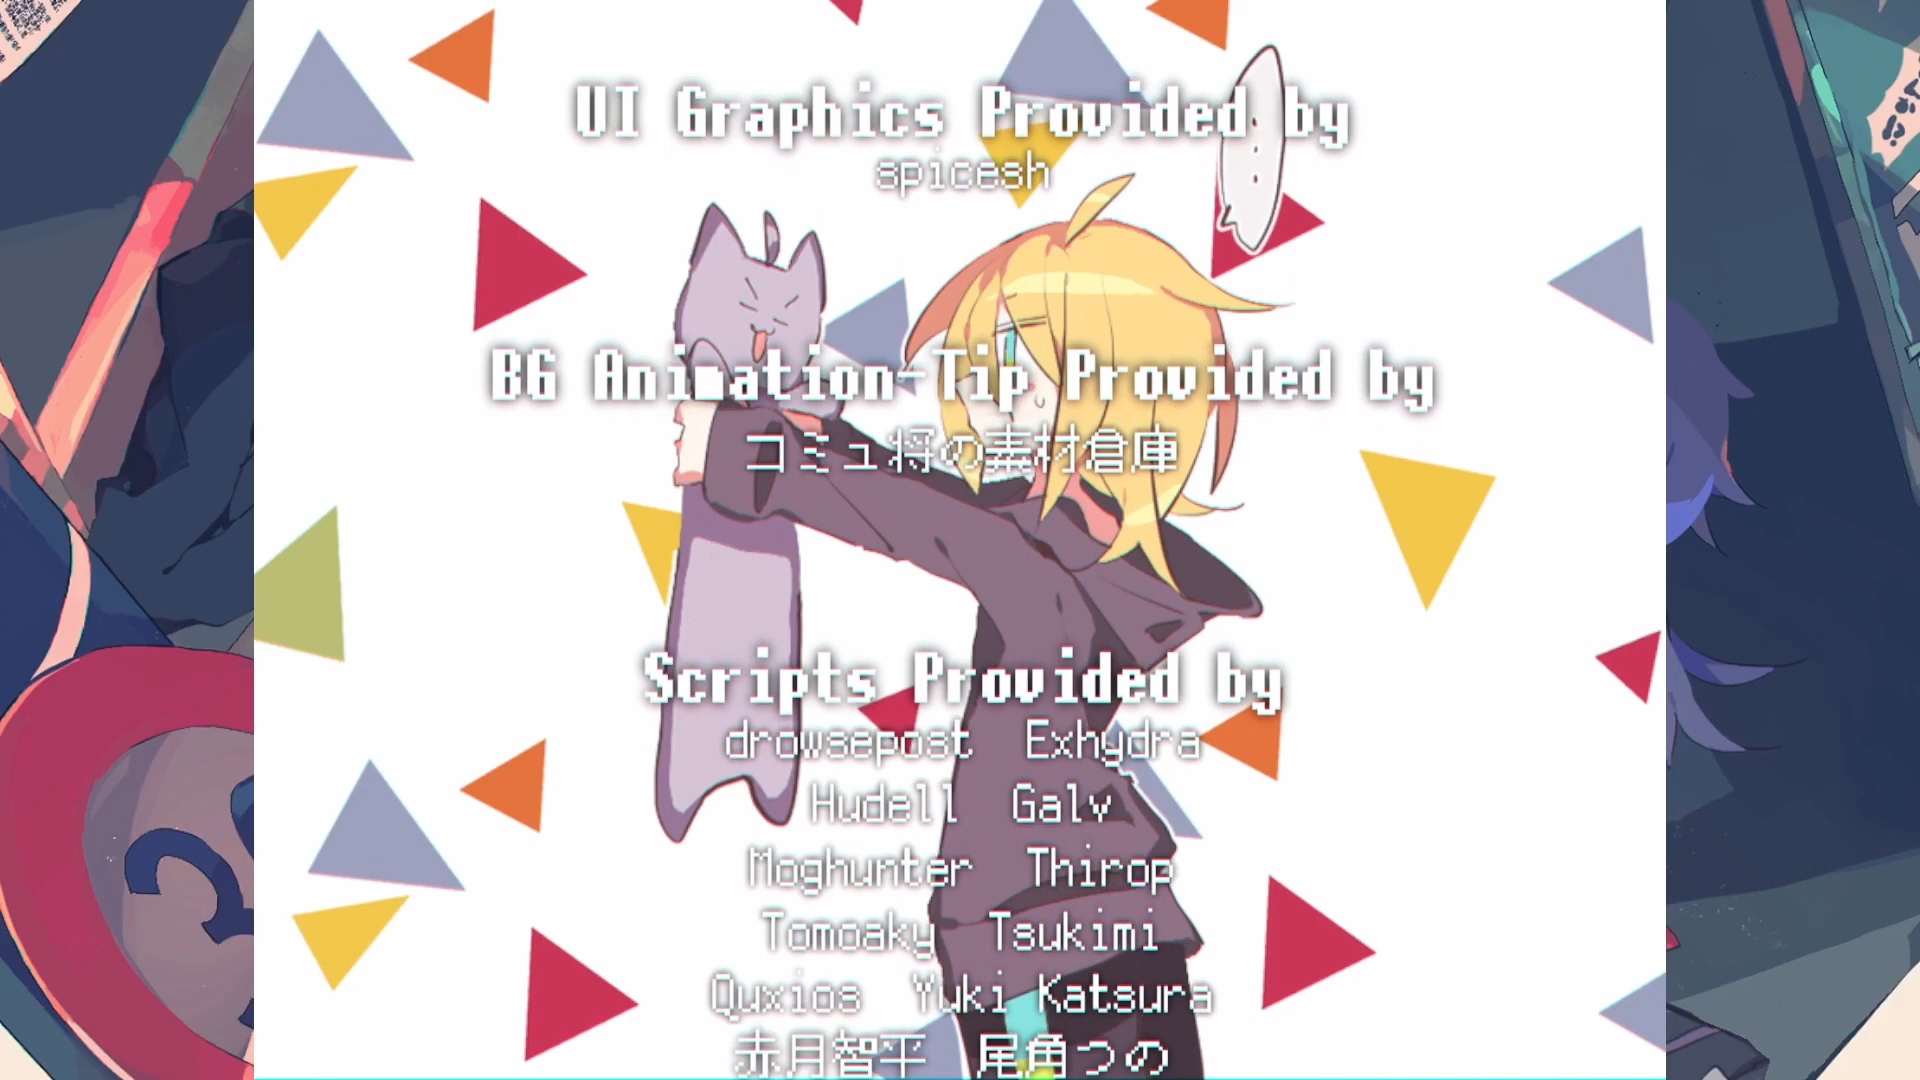 UI Graphics Provided by
spicesh
BG Animation-Tip Provided by
コミュ将の素材倉庫
Scripts Provided by
drowsepost Exhydra
Hudell Galv
Moghunter Thirop
Tomoaky Tsukimi
Quxios Yuki Katsura
赤月智平 尾角つの